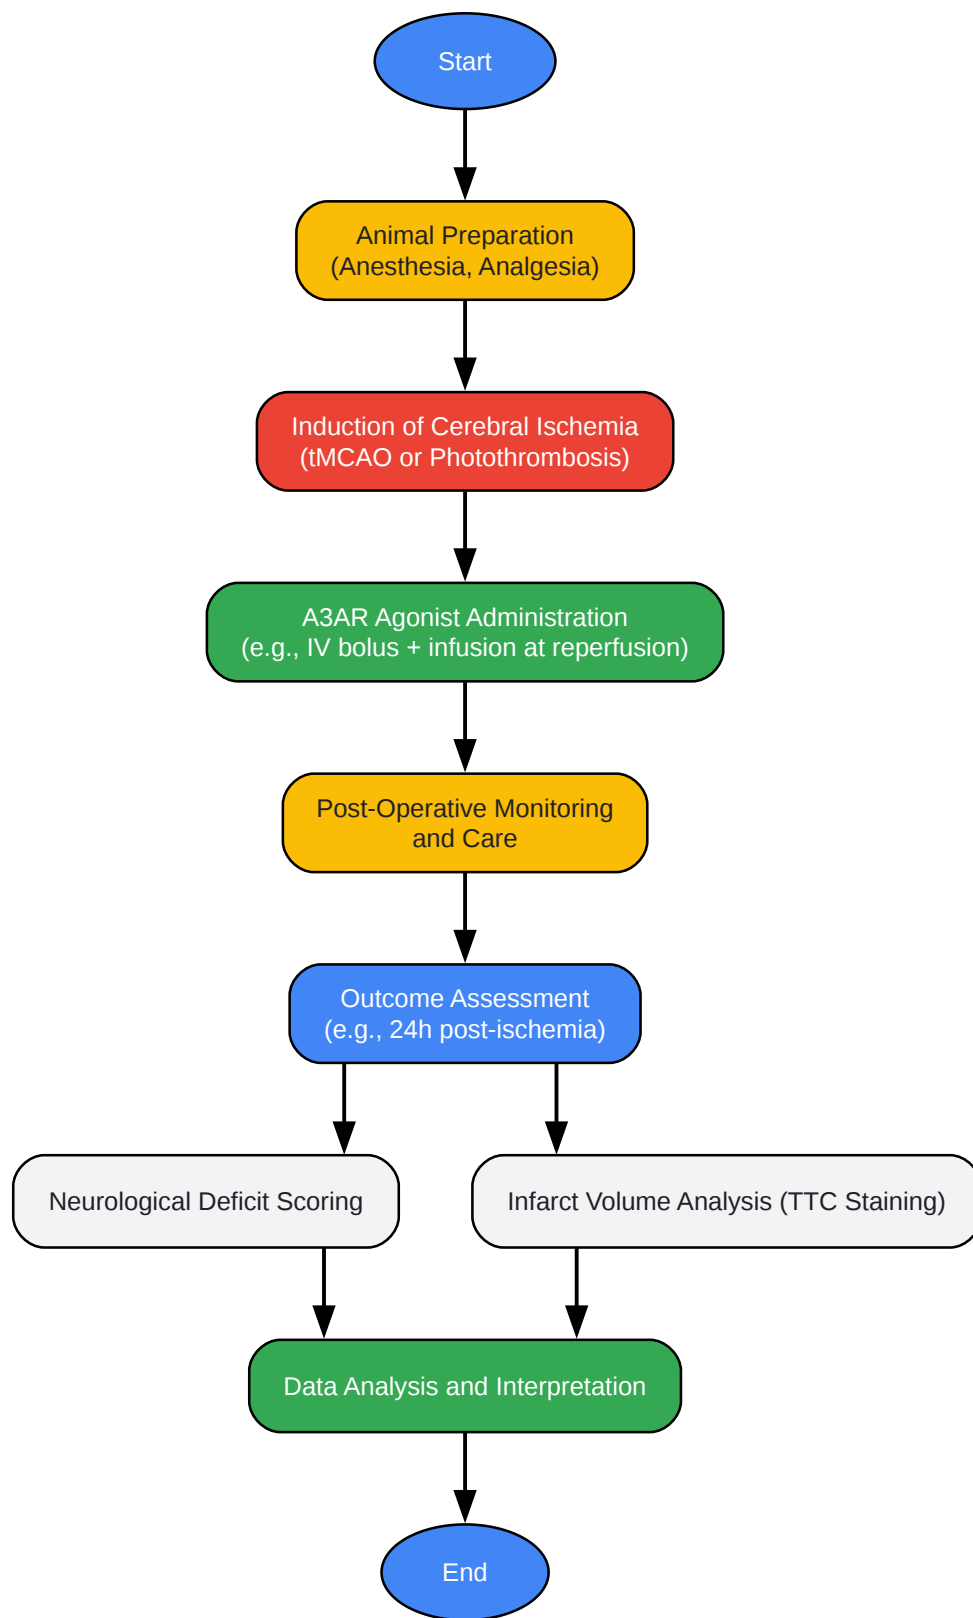 Start
Animal Preparation
(Anesthesia, Analgesia)
Induction of Cerebral Ischemia
(tMCAO or Photothrombosis)
A3AR Agonist Administration
(e.g., IV bolus + infusion at reperfusion)
Post-Operative Monitoring
and Care
Outcome Assessment
(e.g., 24h post-ischemia)
Neurological Deficit Scoring
Infarct Volume Analysis (TTC Staining)
Data Analysis and Interpretation
End